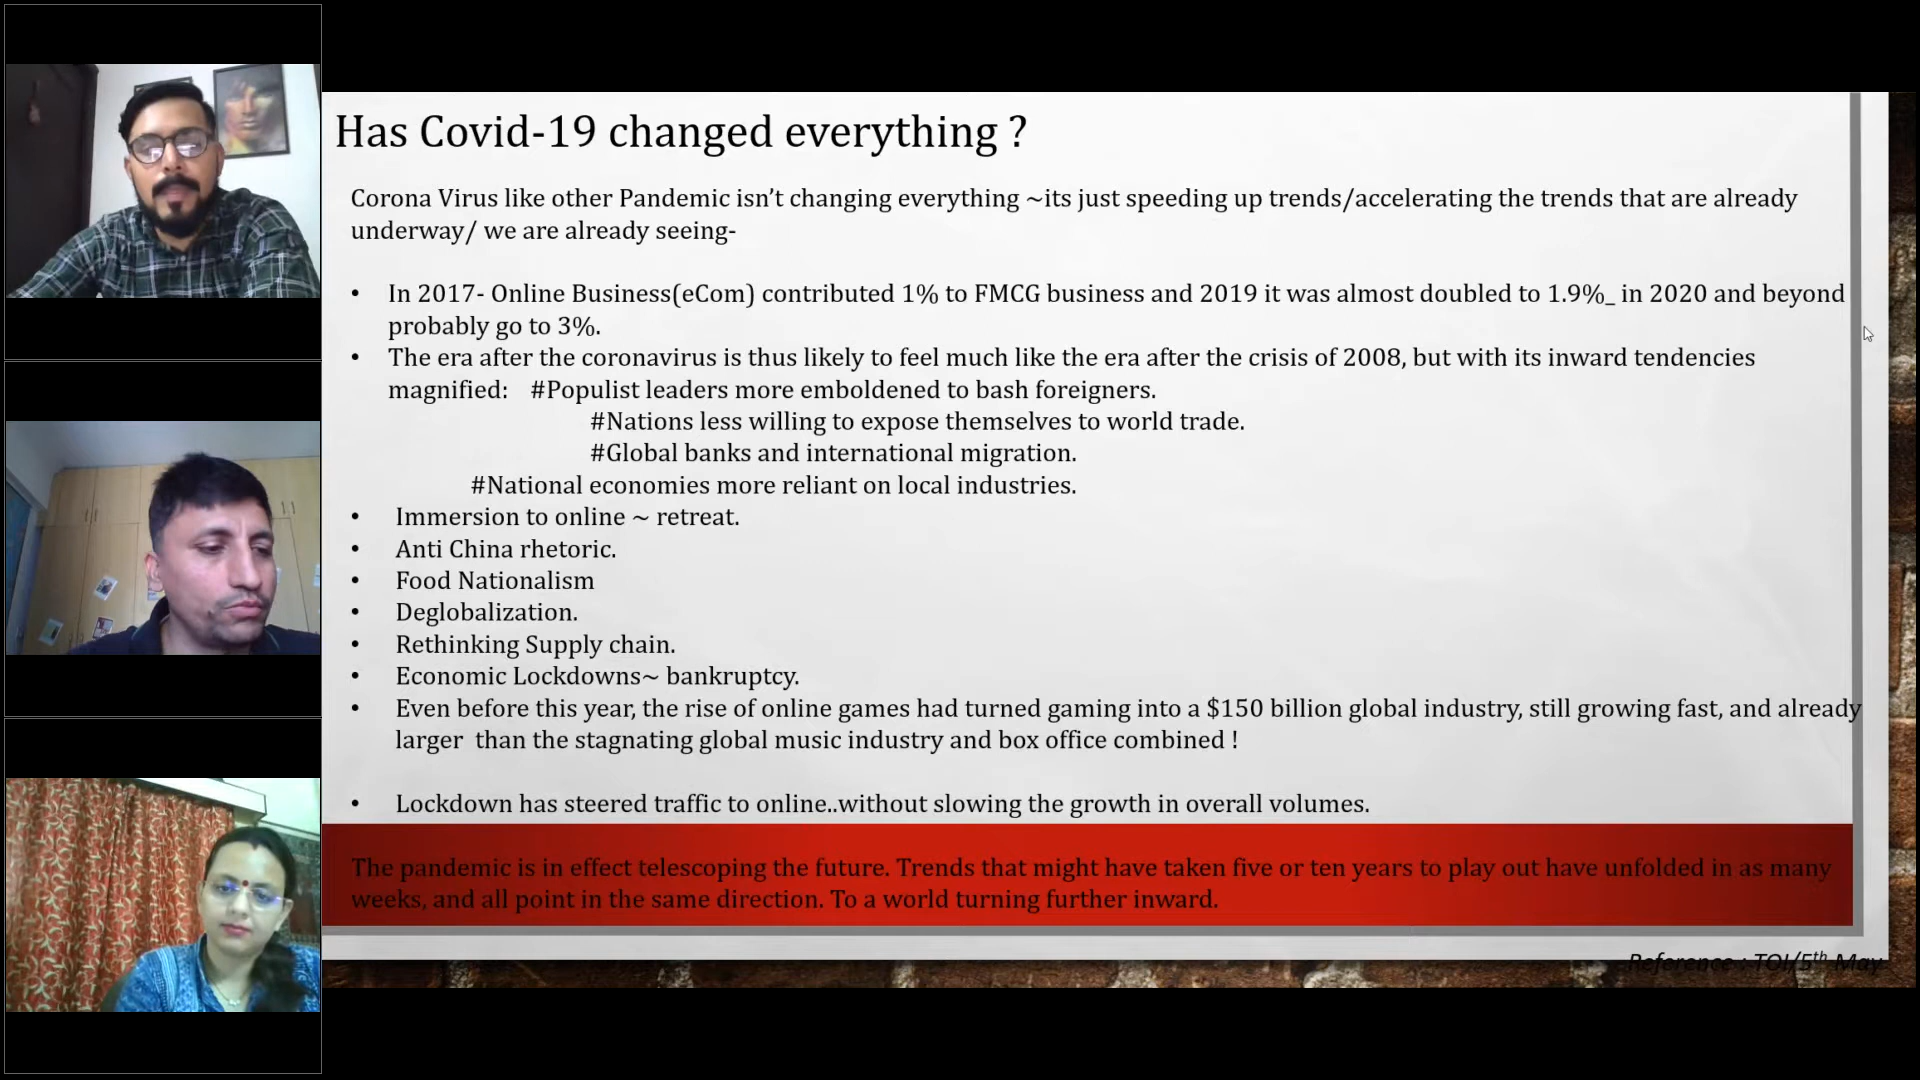 Has Covid-19 changed everything ?
Corona Virus like other Pandemic isn't changing everything ~its just speeding up trends/accelerating the trends that are already
underway/ we are already seeing-
• In 2017- Online Business(eCom) contributed 1% to FMCG business and 2019 it was almost doubled to 1.9%_ in 2020 and beyond
probably go to 3%.
• The era after the coronavirus is thus likely to feel much like the era after the crisis of 2008, but with its inward tendencies
magnified: #Populist leaders more emboldened to bash foreigners.
#Nations less willing to expose themselves to world trade.
#Global banks and international migration.
#National economies more reliant on local industries.
• Immersion to online ~ retreat.
• Anti China rhetoric.
• Food Nationalism
• Deglobalization.
• Rethinking Supply chain.
• Economic Lockdowns~ bankruptcy.
• Even before this year, the rise of online games had turned gaming into a $150 billion global industry, still growing fast, and already
larger than the stagnating global music industry and box office combined !
• Lockdown has steered traffic to online..without slowing the growth in overall volumes.
The pandemic is in effect telescoping the future. Trends that might have taken five or ten years to play out have unfolded in as many
weeks, and all point in the same direction. To a world turning further inward.
Reference : TOI/5th May